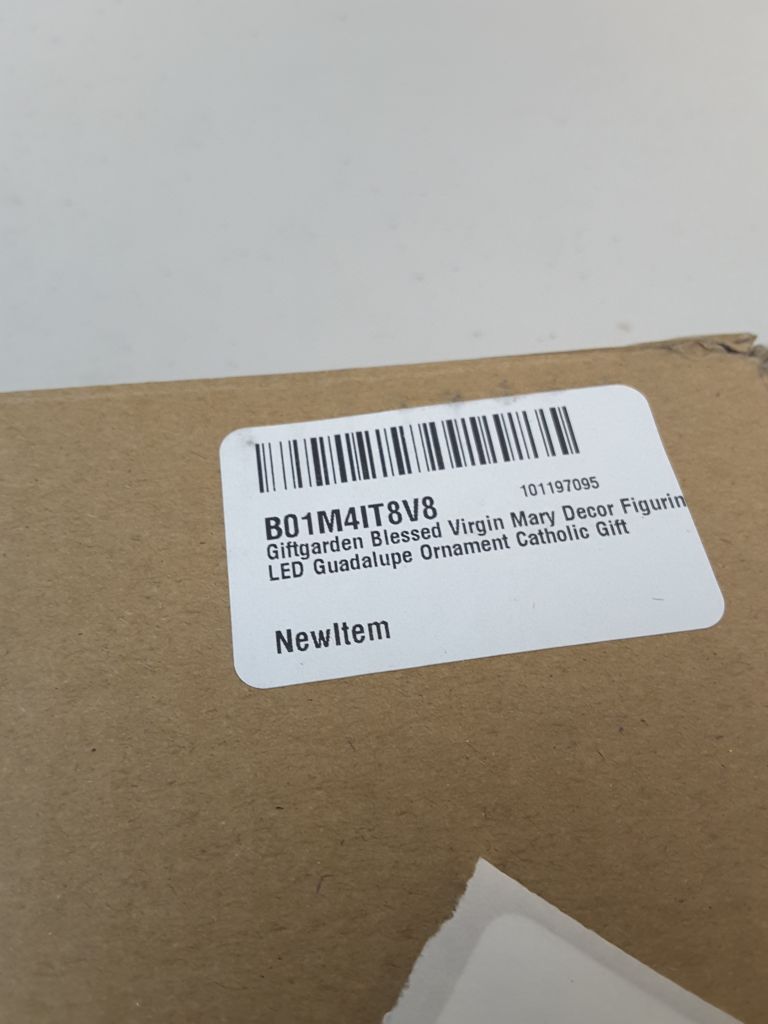 101197095
B01M4IT8V8
Giftgarden Blessed Virgin Mary Decor Figurin
LED Guadalupe Ornament Catholic Gift
NewItem